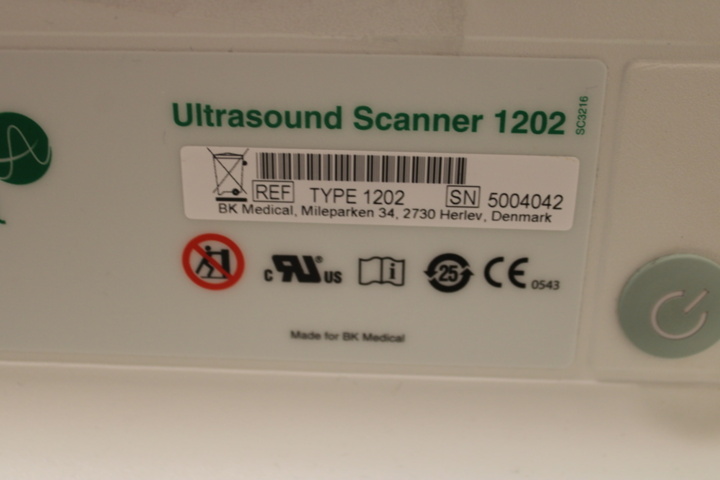 Ultrasound Scanner 1202
SC3216
REF TYPE 1202 SN 5004042
BK Medical, Mileparken 34, 2730 Herlev, Denmark
c RU® US i 25 CE 0543
Made for BK Medical